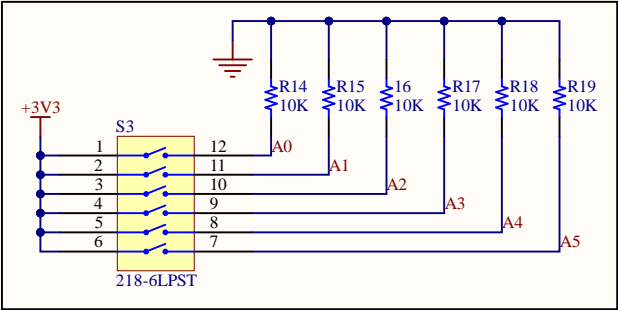 R14 R15 16 R17 R18 R19
10K 10K 10K 10K 10K 10K
+3V3
S3
1 12 A0
2 11 A1
3 10 A2
4 9 A3
5 8 A4
6 7 A5
218-6LPST